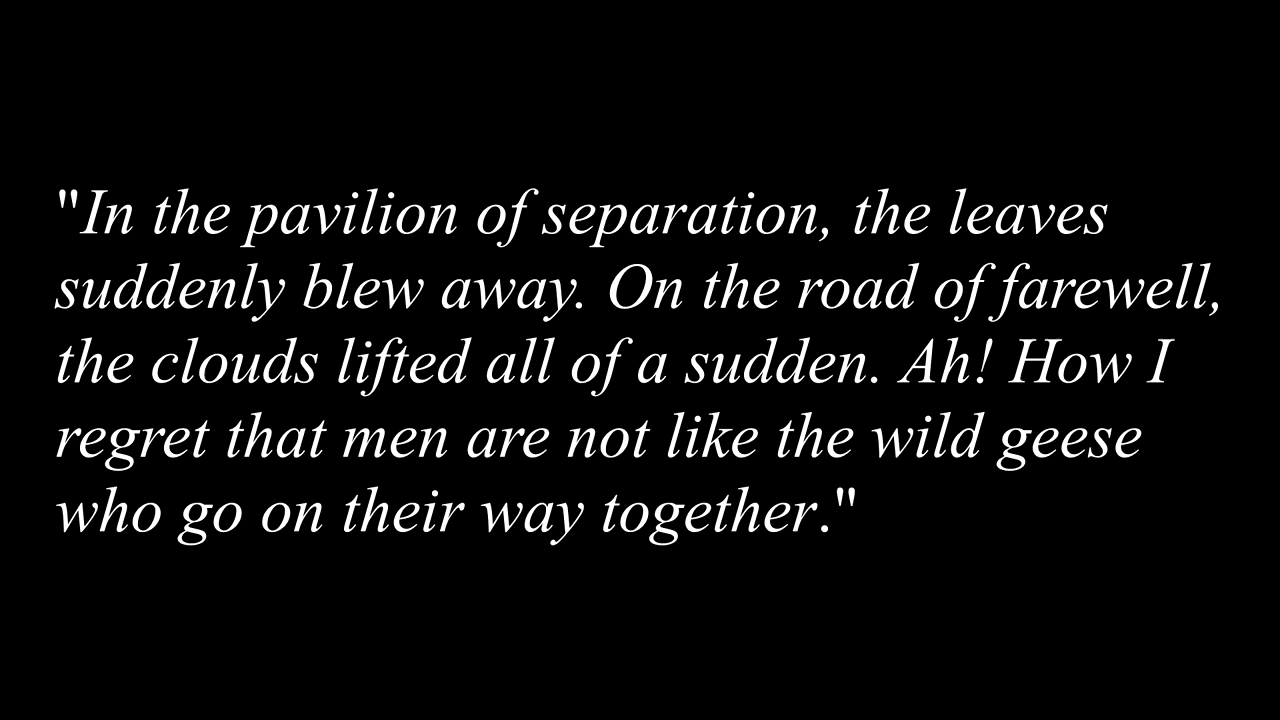 "In the pavilion of separation, the leaves
suddenly blew away. On the road of farewell,
the clouds lifted all of a sudden. Ah! How I
regret that men are not like the wild geese
who go on their way together."